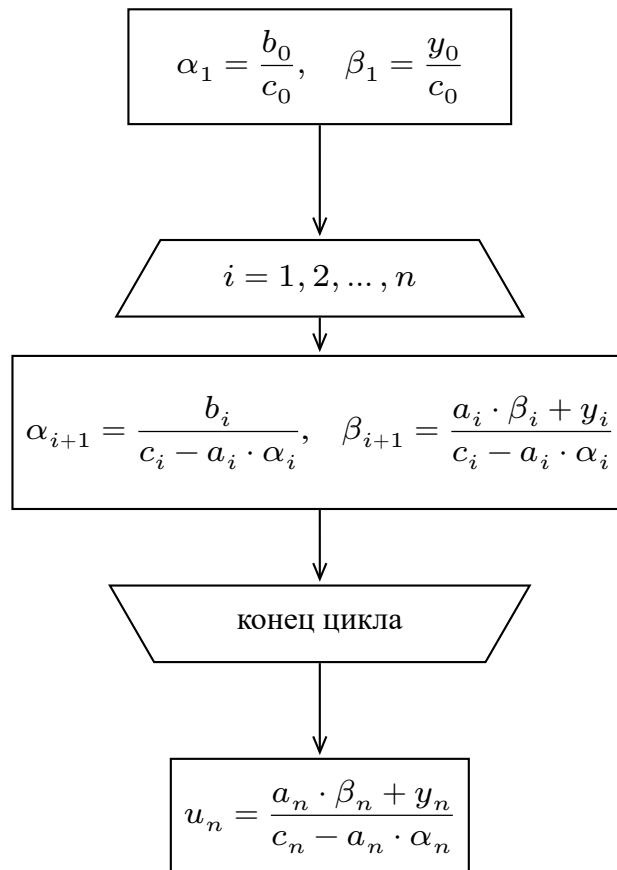 α₁ = b₀/c₀, β₁ = y₀/c₀
i = 1, 2, ... , n
αᵢ₊₁ = bᵢ/(cᵢ − aᵢ · αᵢ), βᵢ₊₁ = (aᵢ · βᵢ + yᵢ)/(cᵢ − aᵢ · αᵢ)
конец цикла
uₙ = (aₙ · βₙ + yₙ)/(cₙ − aₙ · αₙ)